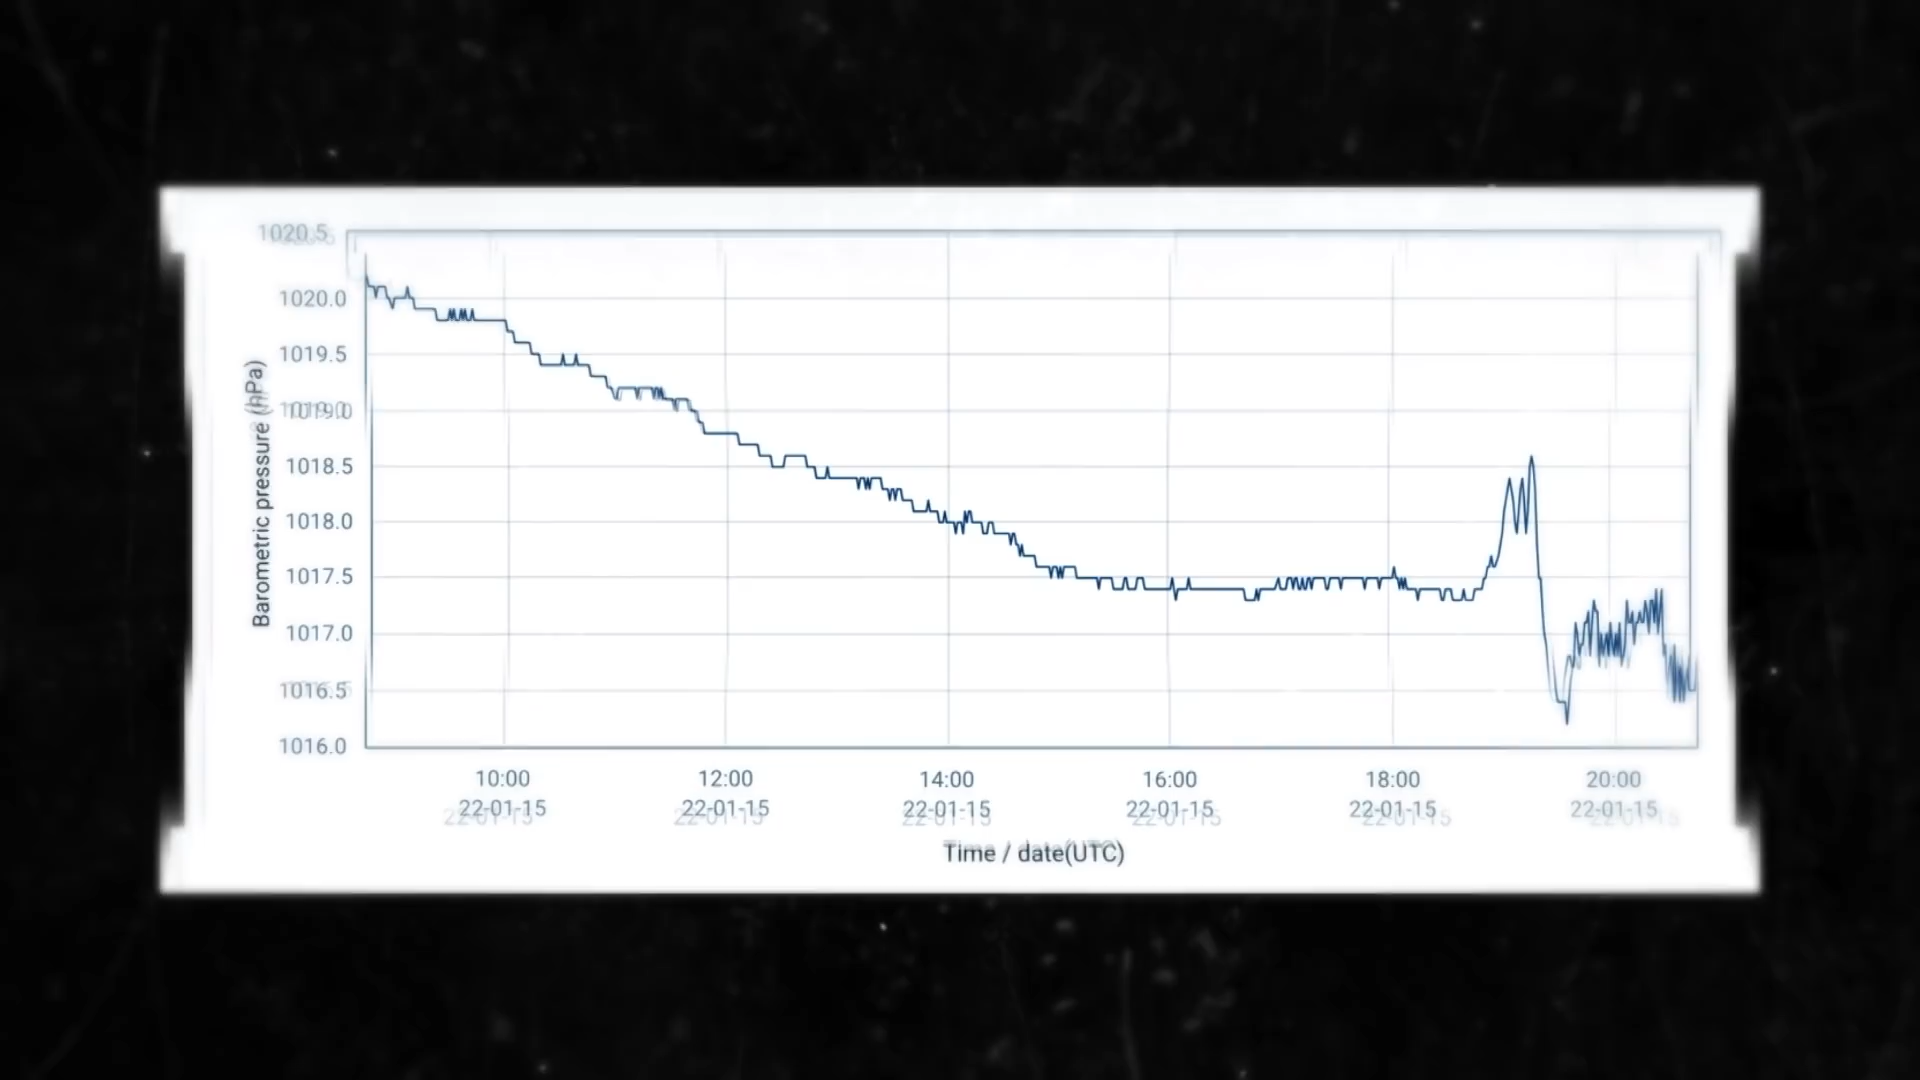 1020.5
1020.0
1019.5
1019.0
1018.5
1018.0
1017.5
1017.0
1016.5
1016.0
Barometric pressure (hPa)
10:00 12:00 14:00 16:00 18:00 20:00
22-01-15 22-01-15 22-01-15 22-01-15 22-01-15 22-01-15
Time / date(UTC)